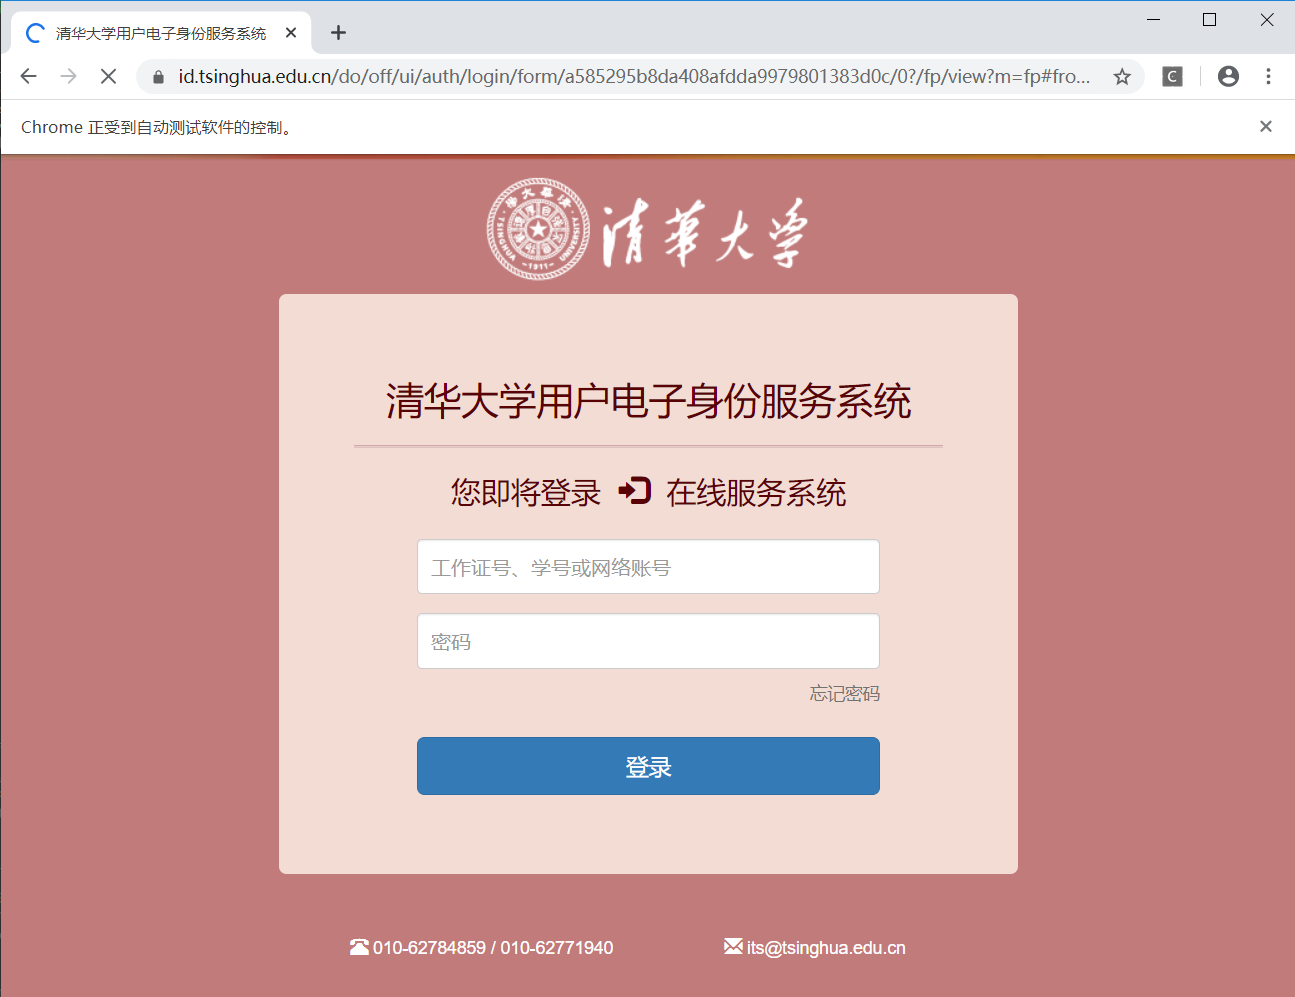 清华大学用户电子身份服务系统
id.tsinghua.edu.cn/do/off/ui/auth/login/form/a585295b8da408afdda9979801383d0c/0?/fp/view?m=fp#fro...
C
Chrome 正受到自动测试软件的控制。
TSINGHUA UNIVERSITY
-1911-
清華大学
清华大学用户电子身份服务系统
您即将登录 在线服务系统
工作证号、学号或网络账号
密码
忘记密码
登录
010-62784859 / 010-62771940
its@tsinghua.edu.cn